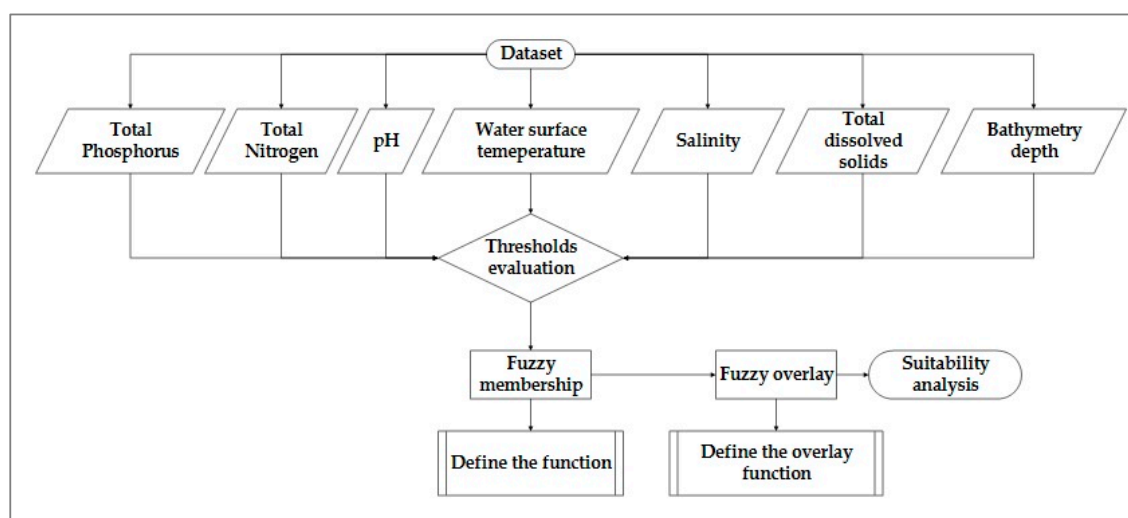 Dataset
Total
Phosphorus
Total
Nitrogen
pH
Water surface
temeperature
Salinity
Total
dissolved
solids
Bathymetry
depth
Thresholds
evaluation
Fuzzy
membership
Fuzzy overlay
Suitability
analysis
Define the function
Define the overlay
function